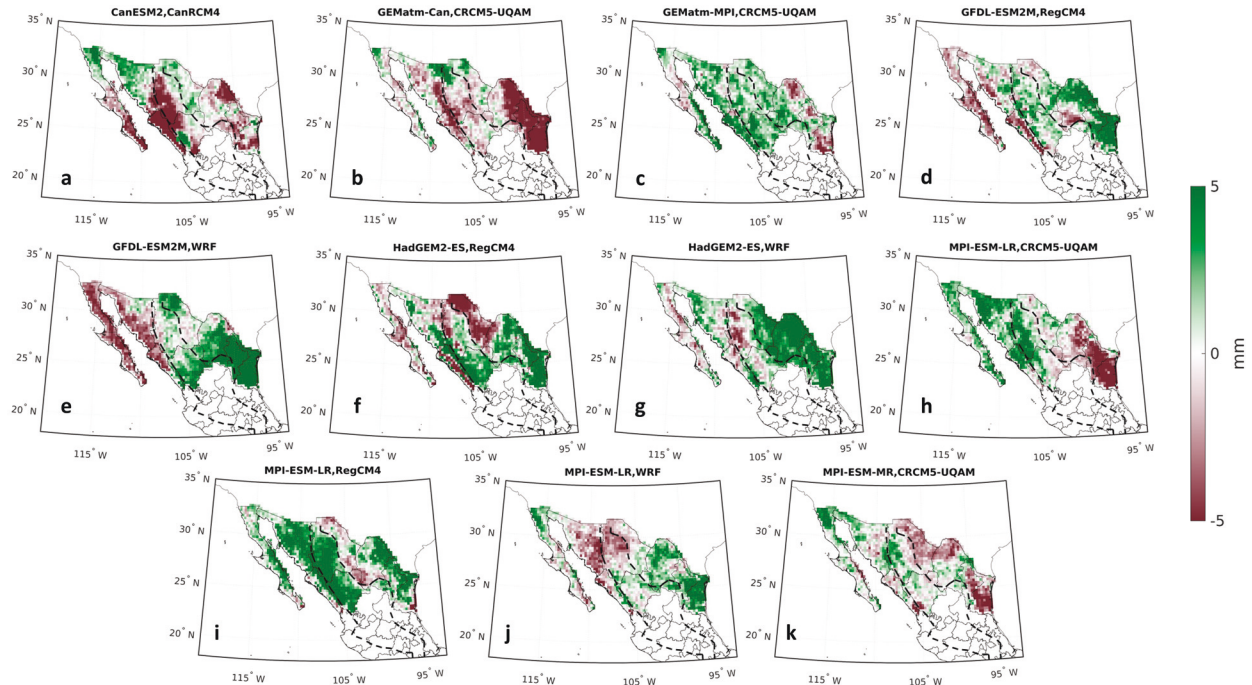 CanESM2,CanRCM4
GEMatm-Can,CRCM5-UQAM
GEMatm-MPI,CRCM5-UQAM
GFDL-ESM2M,RegCM4
35° N
30° N
25° N
20° N
a
115° W
105° W
95° W
35° N
30° N
25° N
20° N
b
115° W
105° W
95° W
35° N
30° N
25° N
20° N
c
115° W
105° W
95° W
35° N
30° N
25° N
20° N
d
115° W
105° W
95° W
GFDL-ESM2M,WRF
HadGEM2-ES,RegCM4
HadGEM2-ES,WRF
MPI-ESM-LR,CRCM5-UQAM
35° N
30° N
25° N
20° N
e
115° W
105° W
95° W
35° N
30° N
25° N
20° N
f
115° W
105° W
95° W
35° N
30° N
25° N
20° N
g
115° W
105° W
95° W
35° N
30° N
25° N
20° N
h
115° W
105° W
95° W
MPI-ESM-LR,RegCM4
MPI-ESM-LR,WRF
MPI-ESM-MR,CRCM5-UQAM
35° N
30° N
25° N
20° N
i
115° W
105° W
95° W
35° N
30° N
25° N
20° N
j
115° W
105° W
95° W
35° N
30° N
25° N
20° N
k
115° W
105° W
95° W
5
0
-5
mm